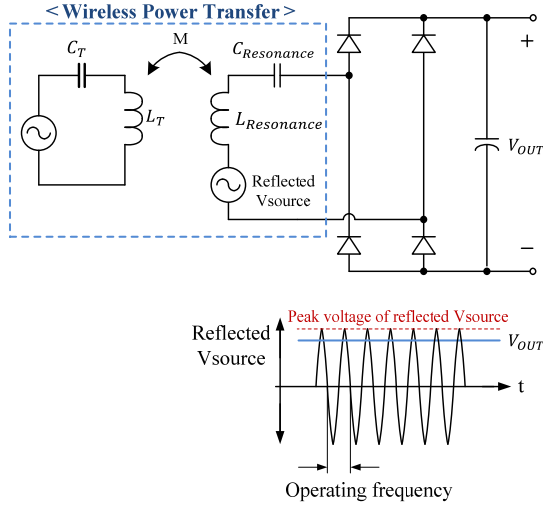 < Wireless Power Transfer >
C_T
M
C_Resonance
L_T
L_Resonance
Reflected
Vsource
+
V_OUT
−
Peak voltage of reflected Vsource
Reflected
Vsource
V_OUT
t
Operating frequency